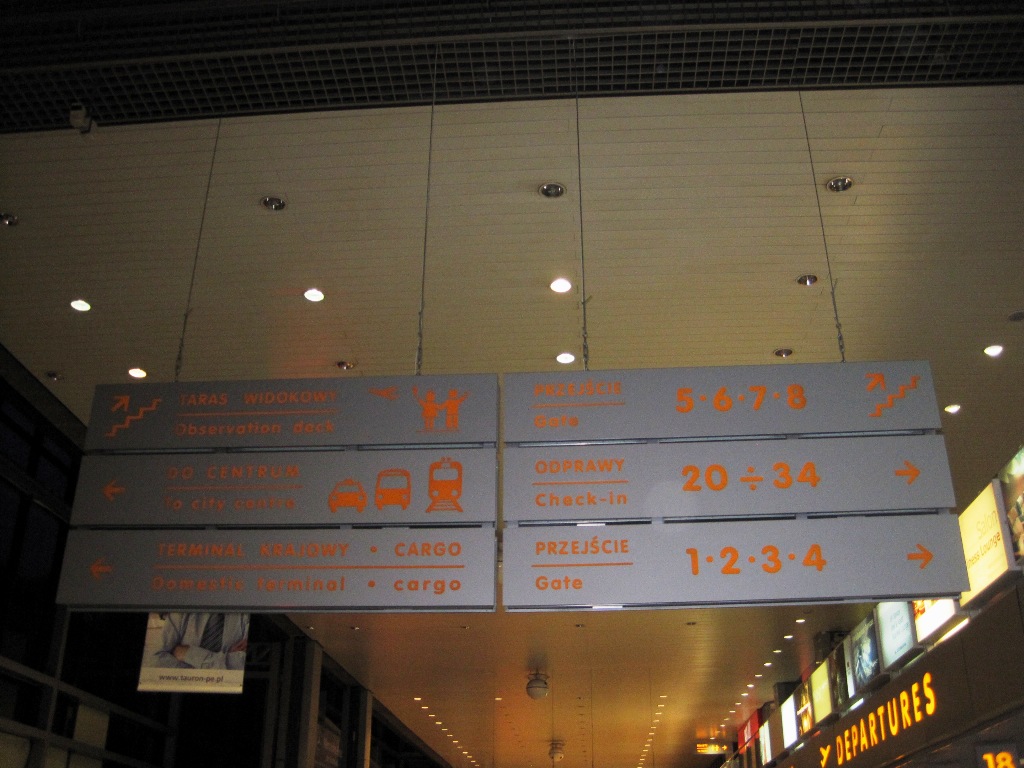 TARAS WIDOKOWY
Observation deck
DO CENTRUM
To city centre
TERMINAL KRAJOWY • CARGO
Domestic terminal • cargo
PRZEJŚCIE 5·6·7·8
Gate
ODPRAWY 20 ÷ 34
Check-in
PRZEJŚCIE 1·2·3·4
Gate
www.tauron-pe.pl
Lounge
DEPARTURES
18